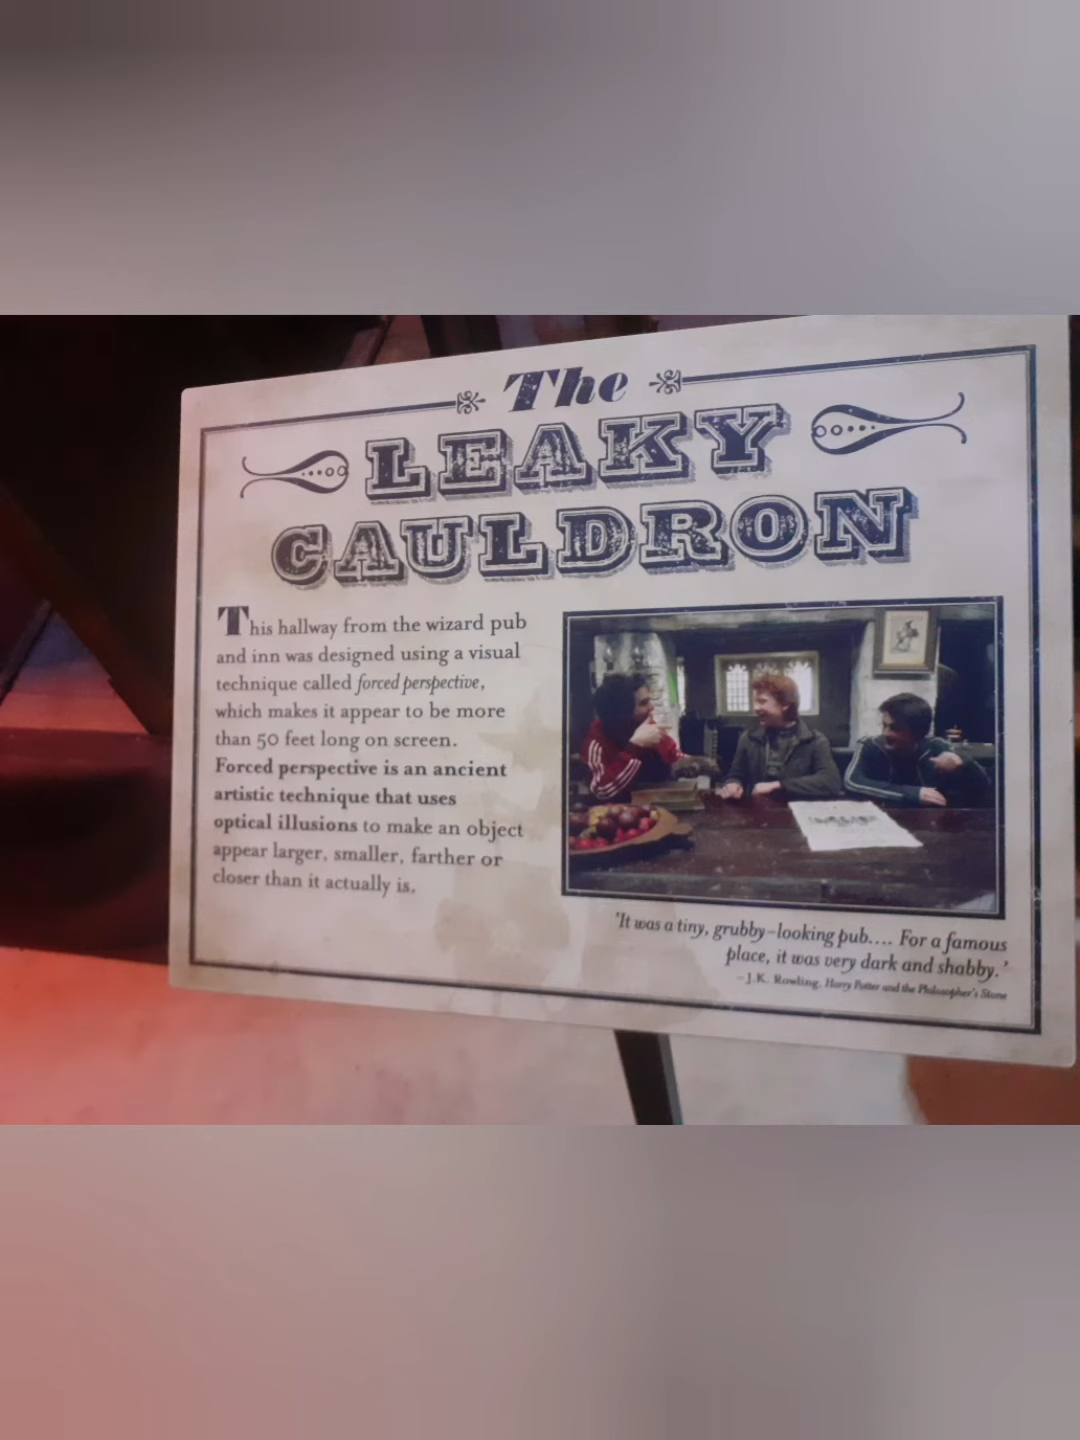 The
LEAKY
CAULDRON
This hallway from the wizard pub
and inn was designed using a visual
technique called forced perspective,
which makes it appear to be more
than 50 feet long on screen.
Forced perspective is an ancient
artistic technique that uses
optical illusions to make an object
appear larger, smaller, farther or
closer than it actually is.
'It was a tiny, grubby-looking pub.... For a famous
place, it was very dark and shabby.'
–J.K. Rowling, Harry Potter and the Philosopher's Stone